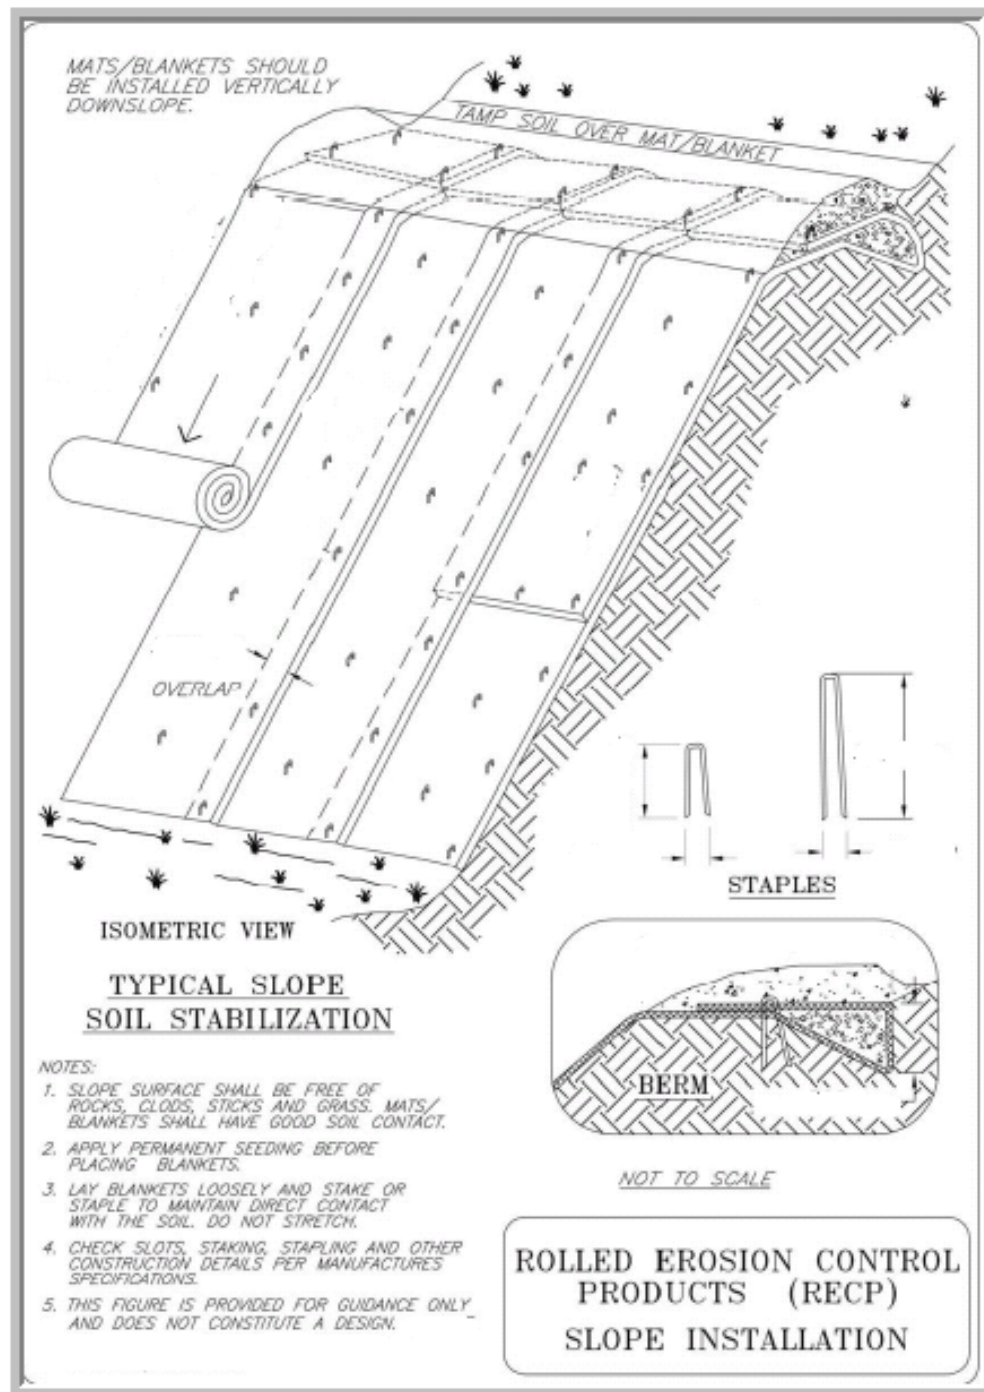 MATS/BLANKETS SHOULD
BE INSTALLED VERTICALLY
DOWNSLOPE.
TAMP SOIL OVER MAT/BLANKET
OVERLAP
STAPLES
ISOMETRIC VIEW
TYPICAL SLOPE
SOIL STABILIZATION
BERM
NOTES:
1. SLOPE SURFACE SHALL BE FREE OF
ROCKS, CLODS, STICKS AND GRASS. MATS/
BLANKETS SHALL HAVE GOOD SOIL CONTACT.
2. APPLY PERMANENT SEEDING BEFORE
PLACING BLANKETS.
3. LAY BLANKETS LOOSELY AND STAKE OR
STAPLE TO MAINTAIN DIRECT CONTACT
WITH THE SOIL. DO NOT STRETCH.
4. CHECK SLOTS, STAKING, STAPLING AND OTHER
CONSTRUCTION DETAILS PER MANUFACTURES
SPECIFICATIONS.
5. THIS FIGURE IS PROVIDED FOR GUIDANCE ONLY
AND DOES NOT CONSTITUTE A DESIGN.
NOT TO SCALE
ROLLED EROSION CONTROL
PRODUCTS (RECP)
SLOPE INSTALLATION